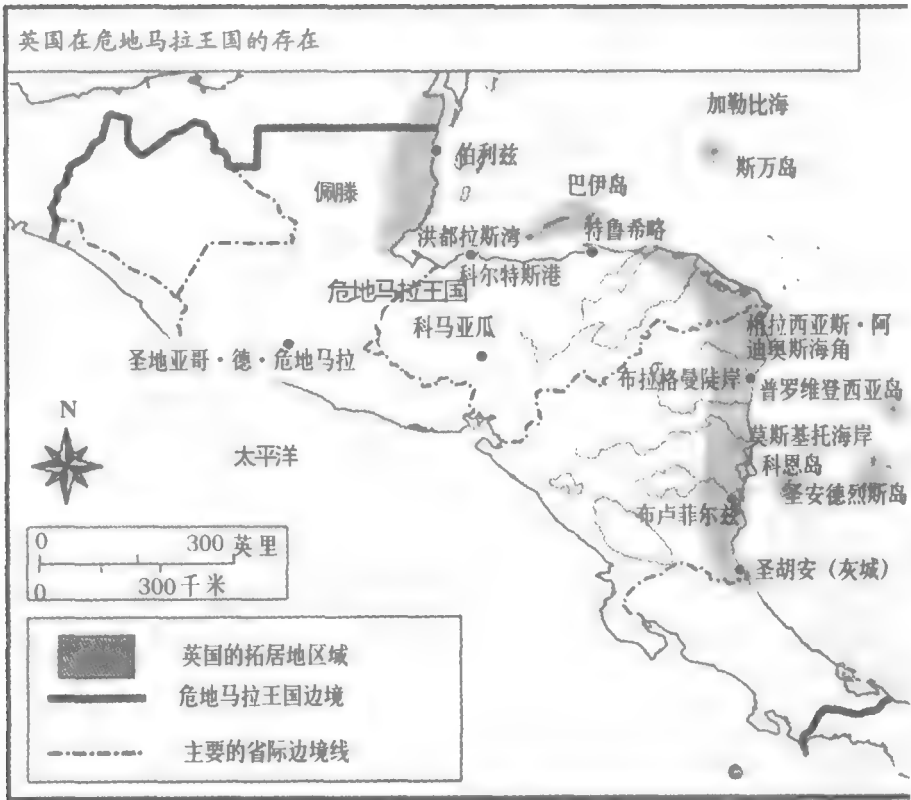 英国在危地马拉王国的存在
加勒比海
伯利兹
斯万岛
佩滕
巴伊岛
洪都拉斯湾
特鲁希略
科尔特斯港
危地马拉王国
科马亚瓜
格拉西亚斯·阿
迪奥斯海角
圣地亚哥·德·危地马拉
布拉格曼陡岸
普罗维登西亚岛
N
莫斯基托海岸
太平洋
科恩岛
圣安德烈斯岛
布卢菲尔兹
0 300 英里
圣胡安（灰城）
0 300千米
英国的拓居地区域
危地马拉王国边境
主要的省际边境线